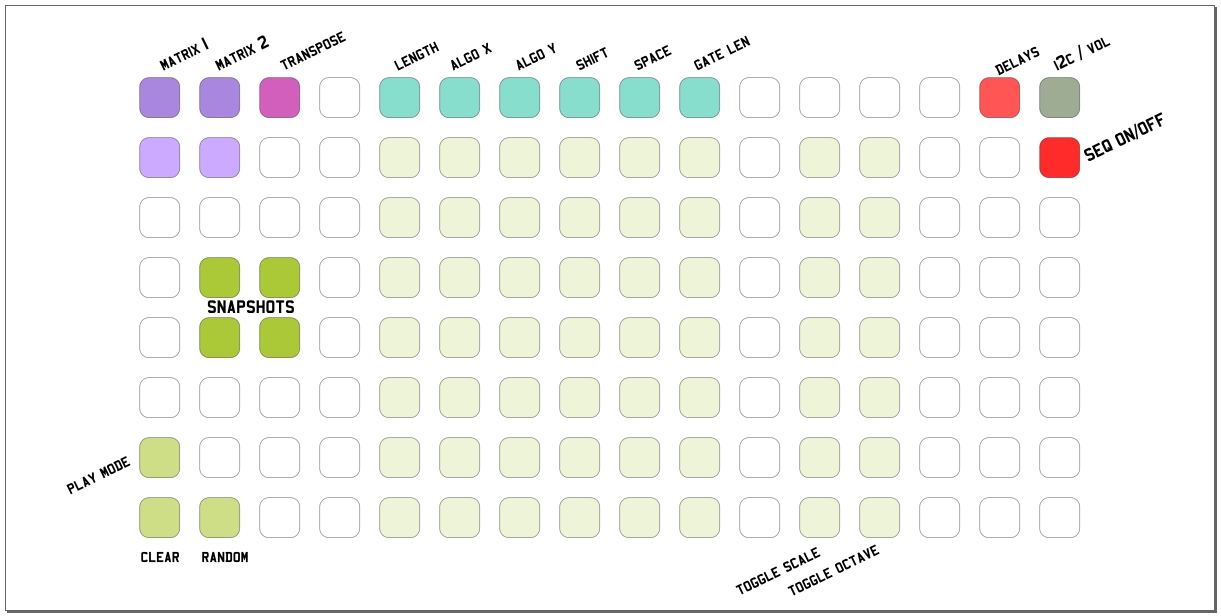 MATRIX 1
MATRIX 2
TRANSPOSE
LENGTH
ALGO X
ALGO Y
SHIFT
SPACE
GATE LEN
DELAYS
I2C / VOL
SEQ ON/OFF
SNAPSHOTS
PLAY MODE
CLEAR
RANDOM
TOGGLE SCALE
TOGGLE OCTAVE